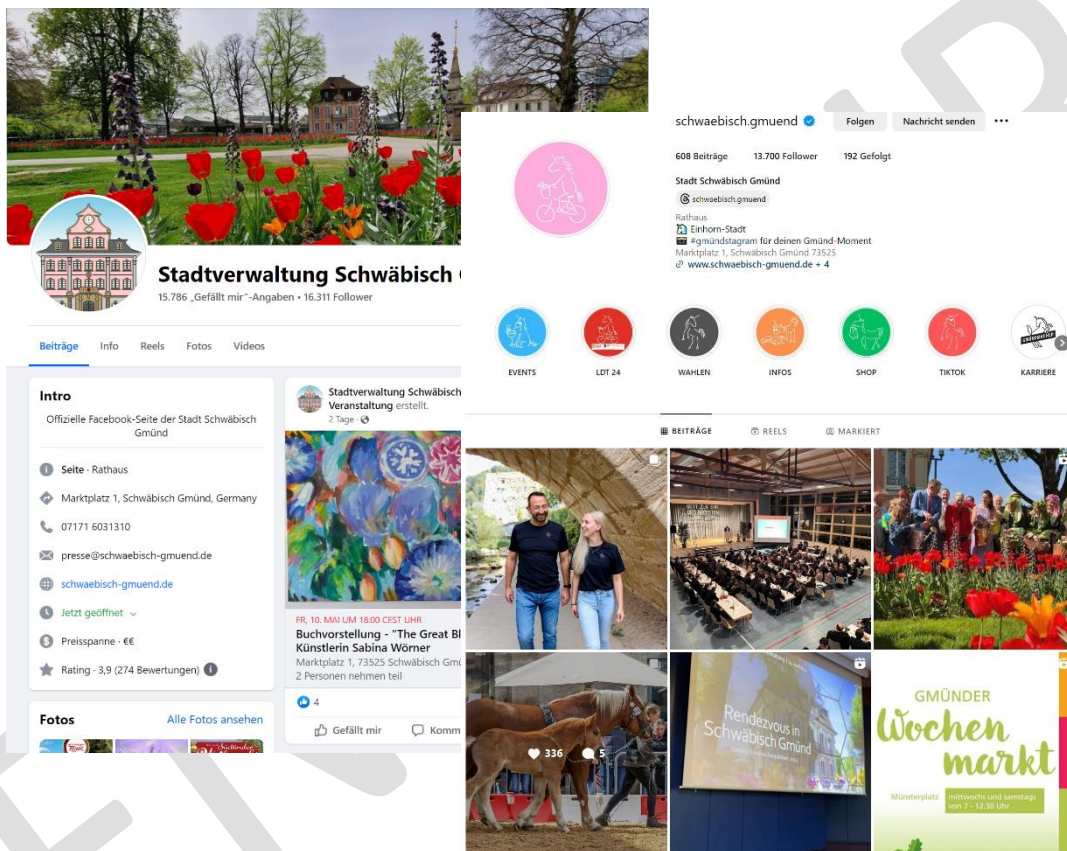 Stadtverwaltung Schwäbisch
15.786 „Gefällt mir“-Angaben • 16.311 Follower
Beiträge Info Reels Fotos Videos
Intro
Offizielle Facebook-Seite der Stadt Schwäbisch
Gmünd
Seite · Rathaus
Marktplatz 1, Schwäbisch Gmünd, Germany
07171 6031310
presse@schwaebisch-gmuend.de
schwaebisch-gmuend.de
Jetzt geöffnet
Preisspanne · €€
Rating · 3,9 (274 Bewertungen)
Fotos Alle Fotos ansehen
Stadtverwaltung Schwäbisch
Veranstaltung erstellt.
2 Tage ·
FR, 10. MAI UM 18:00 CEST UHR
Buchvorstellung - "The Great Bl
Künstlerin Sabina Wörner
Marktplatz 1, 73525 Schwäbisch Gmü
2 Personen nehmen teil
4
Gefällt mir Komm
schwaebisch.gmuend Folgen Nachricht senden
608 Beiträge 13.700 Follower 192 Gefolgt
Stadt Schwäbisch Gmünd
schwaebisch.gmuend
Rathaus
Einhorn-Stadt
#gmündstagram für deinen Gmünd-Moment
Marktplatz 1, Schwäbisch Gmünd 73525
www.schwaebisch-gmuend.de + 4
EVENTS LDT 24 WAHLEN INFOS SHOP TIKTOK KARRIERE
BEITRÄGE REELS MARKIERT
336 5
Rendezvous in
Schwäbisch Gmünd
GMÜNDER
Wochen
markt
Münsterplatz mittwochs und samstags
von 7 - 12.30 Uhr